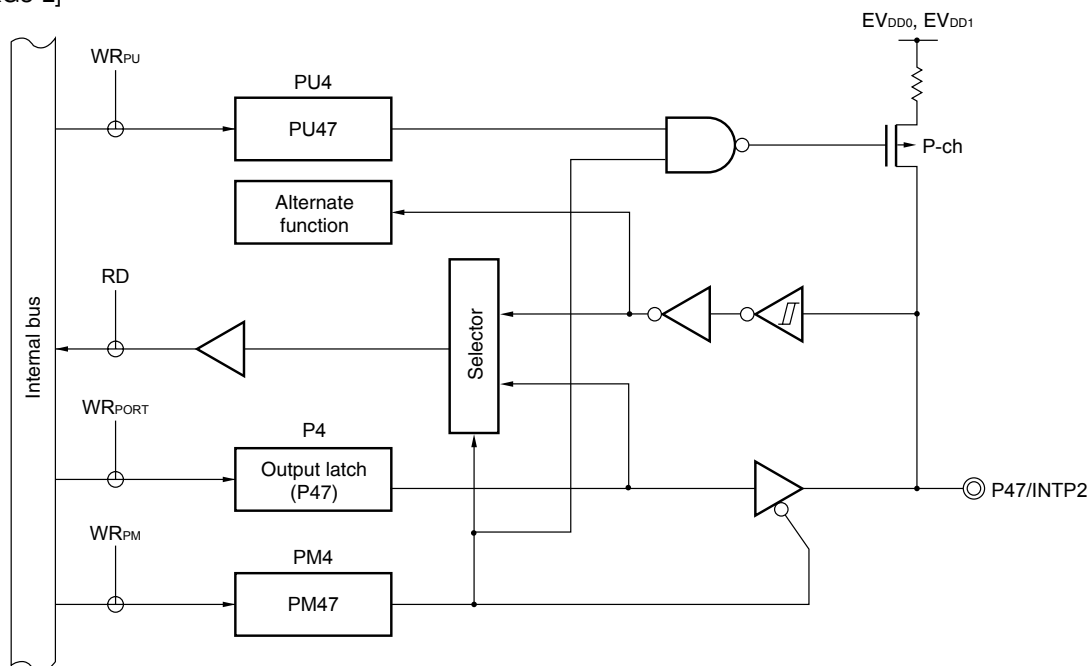 EVDD0, EVDD1
WRPU
PU4
PU47
P-ch
Alternate
function
RD
Selector
Internal bus
WRPORT
P4
Output latch
(P47)
P47/INTP2
WRPM
PM4
PM47